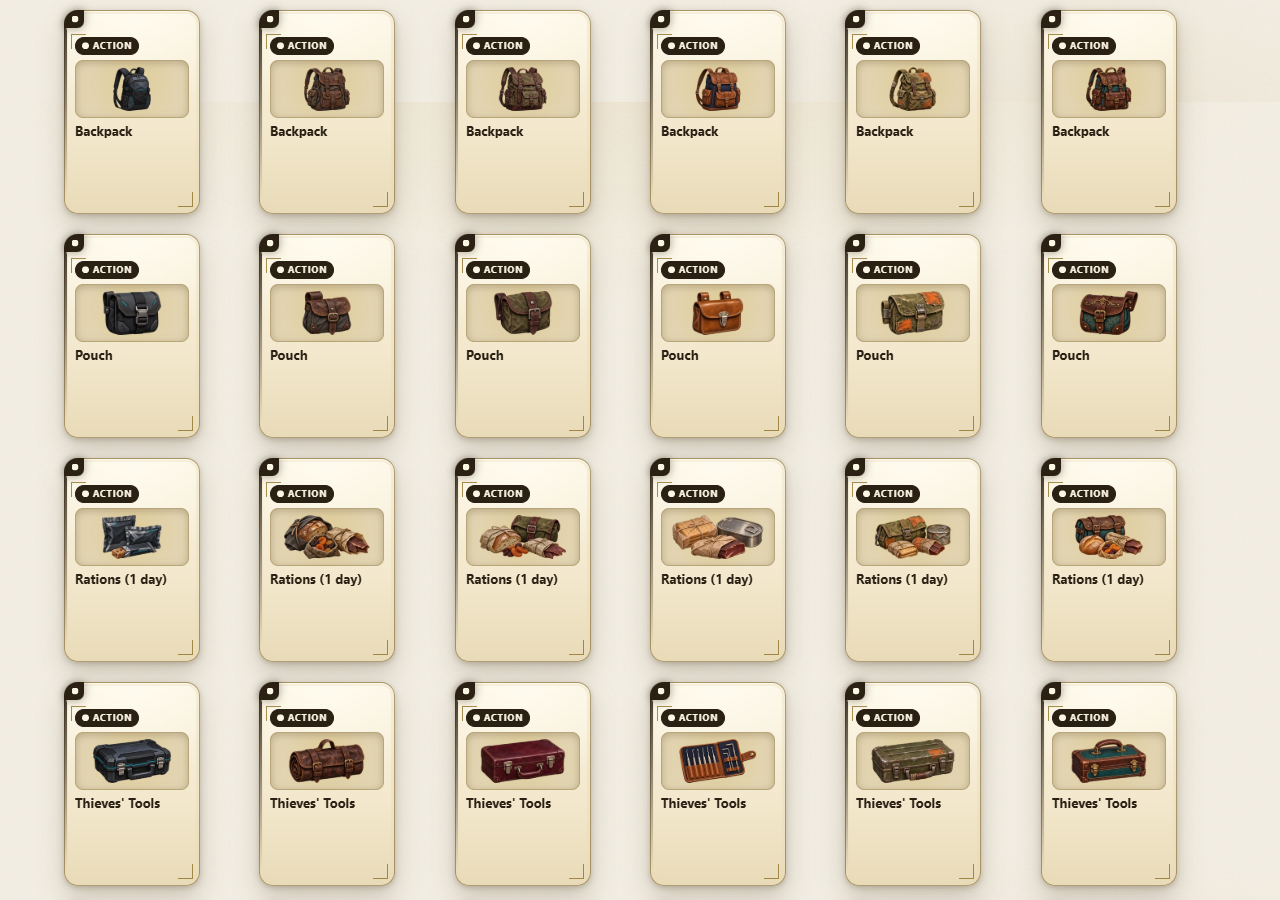 ACTION ACTION ACTION ACTION ACTION ACTION
Backpack Backpack Backpack Backpack Backpack Backpack
ACTION ACTION ACTION ACTION ACTION ACTION
Pouch Pouch Pouch Pouch Pouch Pouch
ACTION ACTION ACTION ACTION ACTION ACTION
Rations (1 day) Rations (1 day) Rations (1 day) Rations (1 day) Rations (1 day) Rations (1 day)
ACTION ACTION ACTION ACTION ACTION ACTION
Thieves' Tools Thieves' Tools Thieves' Tools Thieves' Tools Thieves' Tools Thieves' Tools